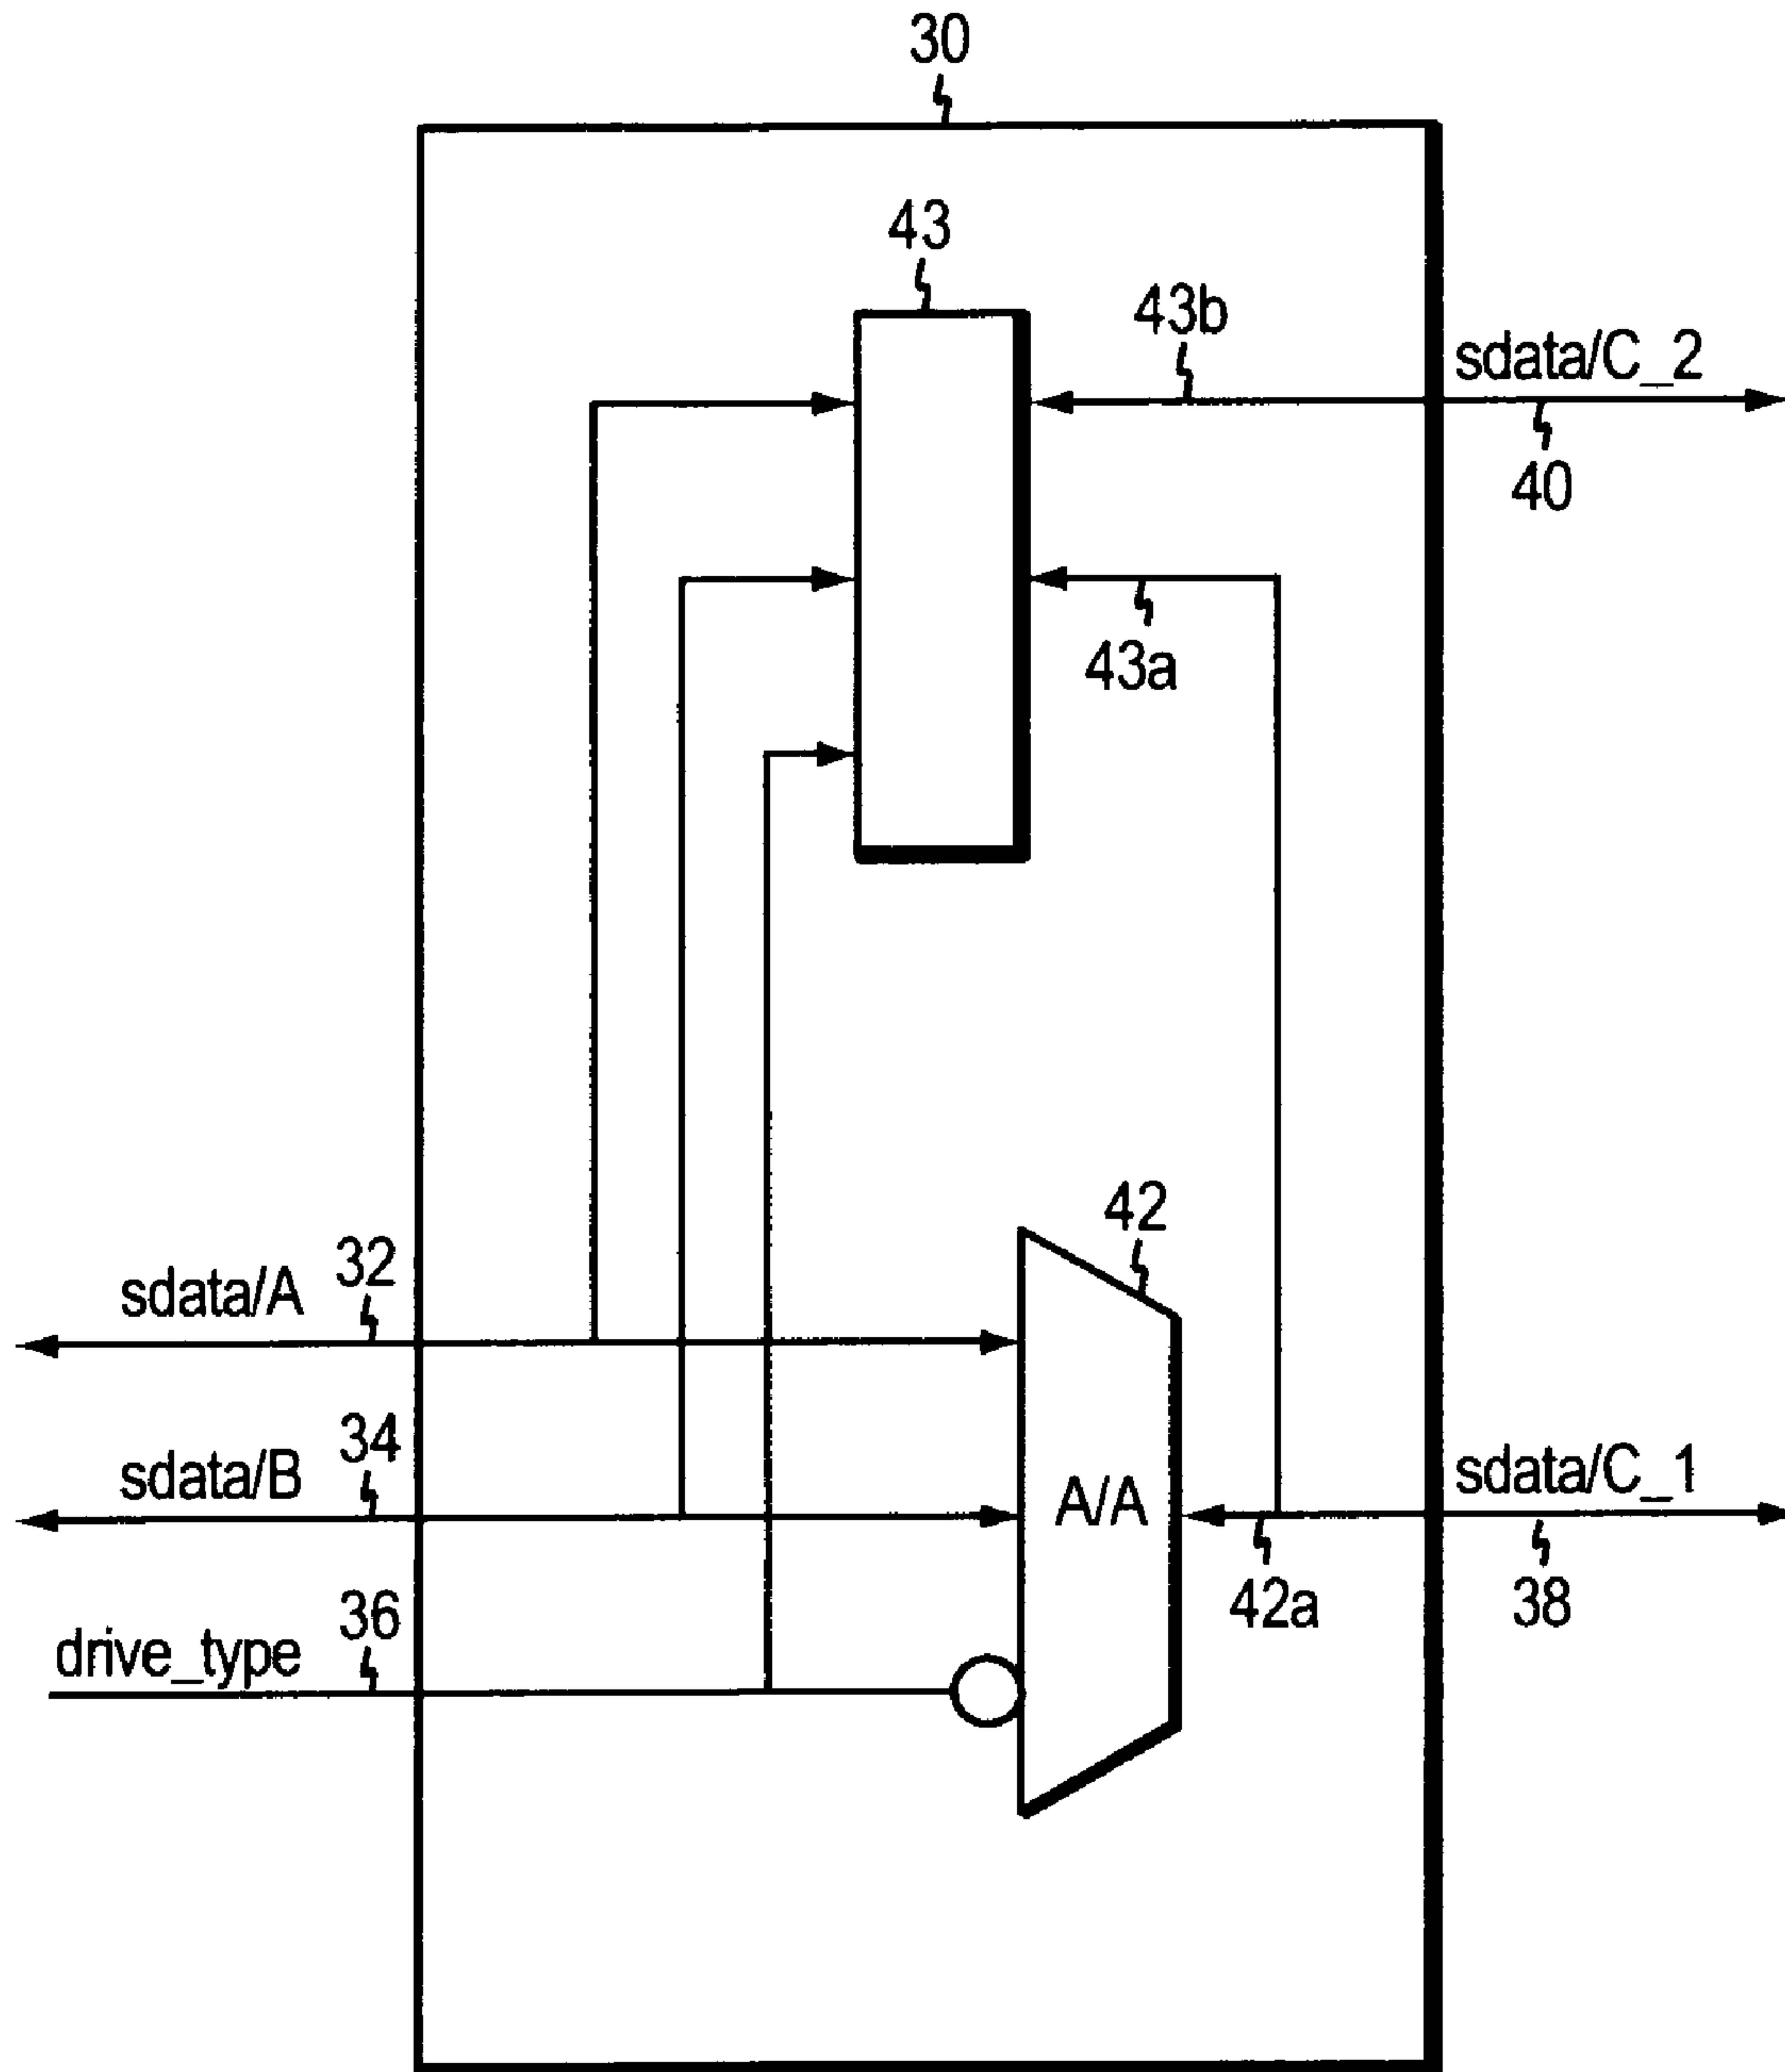 30
43
43b
sdata/C_2
40
43a
42
32
sdata/A
34
sdata/B
A/A
sdata/C_1
36
42a
38
drive_type